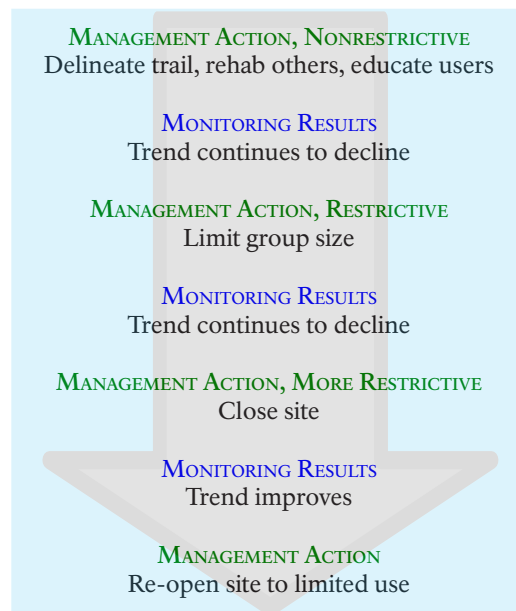 Management Action, Nonrestrictive
Delineate trail, rehab others, educate users
Monitoring Results
Trend continues to decline
Management Action, Restrictive
Limit group size
Monitoring Results
Trend continues to decline
Management Action, More Restrictive
Close site
Monitoring Results
Trend improves
Management Action
Re-open site to limited use